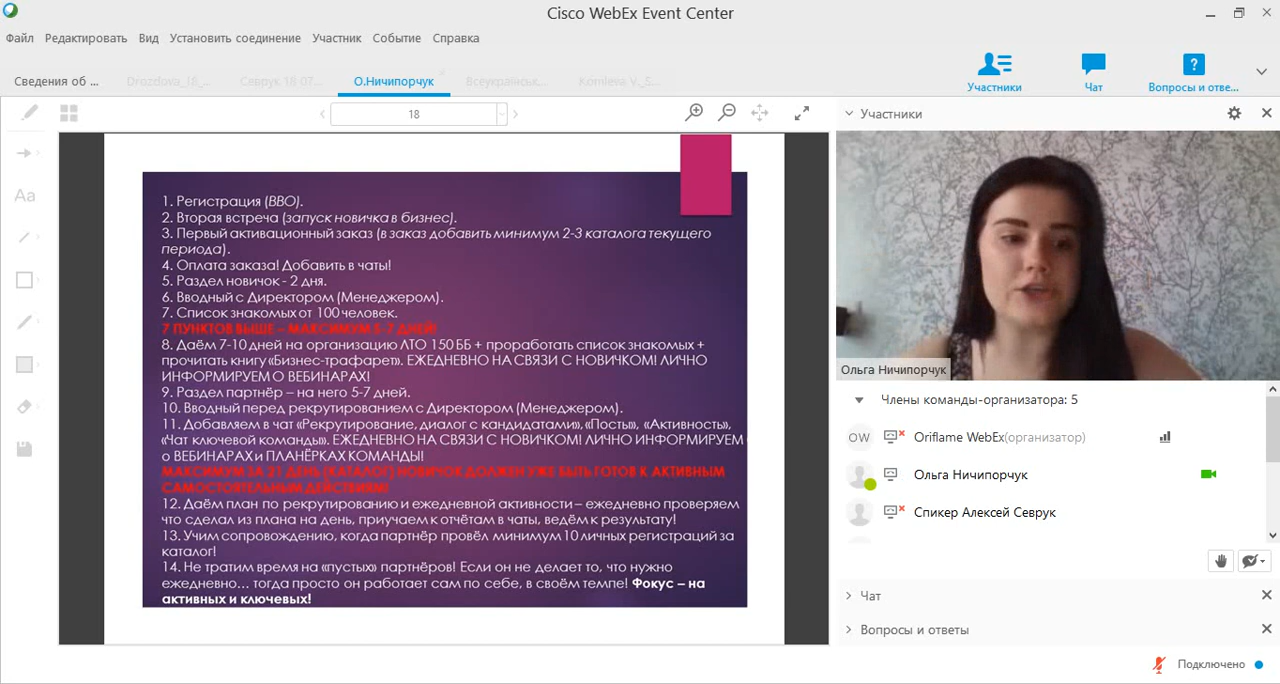 Cisco WebEx Event Center
Файл Редактировать Вид Установить соединение Участник Событие Справка
Сведения об ... Drozdova_18_... Севрук 18 07... О.Ничипорчук Всеукраїнськ... Komleva V._S...
Участники Чат Вопросы и отве...
18
Участники
1. Регистрация (ВВО).
2. Вторая встреча (запуск новичка в бизнес).
3. Первый активационный заказ (в заказ добавить минимум 2-3 каталога текущего
периода).
4. Оплата заказа! Добавить в чаты!
5. Раздел новичок - 2 дня.
6. Вводный с Директором (Менеджером).
7. Список знакомых от 100 человек.
7 ПУНКТОВ ВЫШЕ – МАКСИМУМ 5-7 ДНЕЙ!
8. Даём 7-10 дней на организацию ЛТО 150 ББ + проработать список знакомых +
прочитать книгу «Бизнес-трафарет». ЕЖЕДНЕВНО НА СВЯЗИ С НОВИЧКОМ! ЛИЧНО
ИНФОРМИРУЕМ О ВЕБИНАРАХ!
9. Раздел партнёр – на него 5-7 дней.
10. Вводный перед рекрутированием с Директором (Менеджером).
11. Добавляем в чат «Рекрутирование, диалог с кандидатами», «Посты», «Активность»,
«Чат ключевой команды». ЕЖЕДНЕВНО НА СВЯЗИ С НОВИЧКОМ! ЛИЧНО ИНФОРМИРУЕМ
о ВЕБИНАРАХ и ПЛАНЁРКАХ КОМАНДЫ!
МАКСИМУМ ЗА 21 ДЕНЬ (КАТАЛОГ) НОВИЧОК ДОЛЖЕН УЖЕ БЫТЬ ГОТОВ К АКТИВНЫМ
САМОСТОЯТЕЛЬНЫМ ДЕЙСТВИЯМ!
12. Даём план по рекрутированию и ежедневной активности – ежедневно проверяем
что сделал из плана на день, приучаем к отчётам в чаты, ведём к результату!
13. Учим сопровождению, когда партнёр провёл минимум 10 личных регистраций за
каталог!
14. Не тратим время на «пустых» партнёров! Если он не делает то, что нужно
ежедневно... тогда просто он работает сам по себе, в своём темпе! Фокус – на
активных и ключевых!
Ольга Ничипорчук
Члены команды-организатора: 5
OW Oriflame WebEx(организатор)
Ольга Ничипорчук
Спикер Алексей Севрук
Чат
Вопросы и ответы
Подключено
Aa